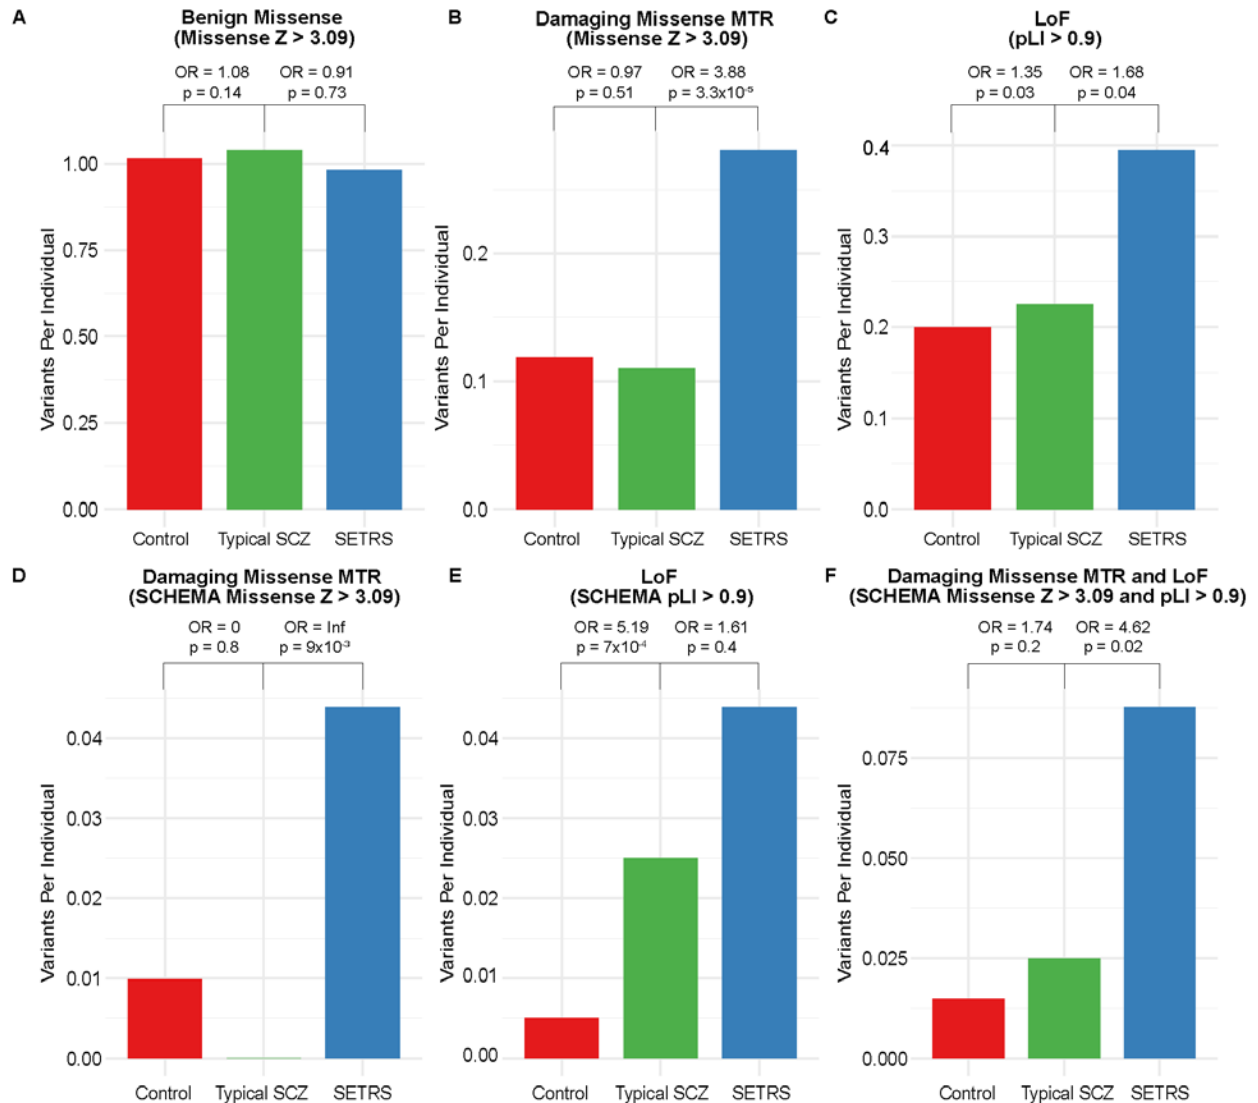 A
Benign Missense
(Missense Z > 3.09)
OR = 1.08
p = 0.14
OR = 0.91
p = 0.73
Variants Per Individual
1.00
0.75
0.50
0.25
0.00
Control
Typical SCZ
SETRS
B
Damaging Missense MTR
(Missense Z > 3.09)
OR = 0.97
p = 0.51
OR = 3.88
p = 3.3x10⁻⁵
Variants Per Individual
0.2
0.1
0.0
Control
Typical SCZ
SETRS
C
LoF
(pLI > 0.9)
OR = 1.35
p = 0.03
OR = 1.68
p = 0.04
Variants Per Individual
0.4
0.3
0.2
0.1
0.0
Control
Typical SCZ
SETRS
D
Damaging Missense MTR
(SCHEMA Missense Z > 3.09)
OR = 0
p = 0.8
OR = Inf
p = 9x10⁻³
Variants Per Individual
0.04
0.03
0.02
0.01
0.00
Control
Typical SCZ
SETRS
E
LoF
(SCHEMA pLI > 0.9)
OR = 5.19
p = 7x10⁻⁴
OR = 1.61
p = 0.4
Variants Per Individual
0.04
0.03
0.02
0.01
0.00
Control
Typical SCZ
SETRS
F
Damaging Missense MTR and LoF
(SCHEMA Missense Z > 3.09 and pLI > 0.9)
OR = 1.74
p = 0.2
OR = 4.62
p = 0.02
Variants Per Individual
0.075
0.050
0.025
0.000
Control
Typical SCZ
SETRS